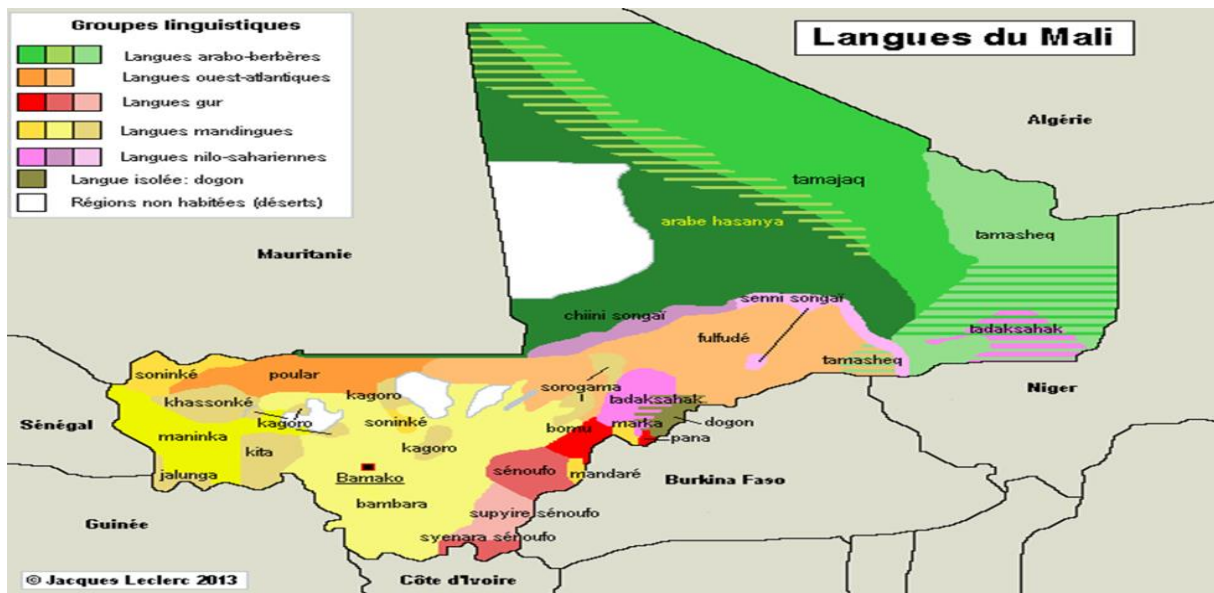 Groupes linguistiques
Langues arabo-berbères
Langues ouest-atlantiques
Langues gur
Langues mandingues
Langues nilo-sahariennes
Langue isolée: dogon
Régions non habitées (déserts)
Langues du Mali
Algérie
tamajaq
arabe hasanya
tamasheq
Mauritanie
senni songaï
chiini songaï
fulfudé
tadaksahak
tamasheq
soninké
poular
Niger
khassonké
kagoro
sorogama
tadaksahak
Sénégal
kagoro
soninké
marka
dogon
maninka
bomu
pana
kita
kagoro
jalunga
Bamako
sénoufo
mandaré
Burkina Faso
bambara
supyire sénoufo
Guinée
syenara sénoufo
© Jacques Leclerc 2013
Côte d'Ivoire